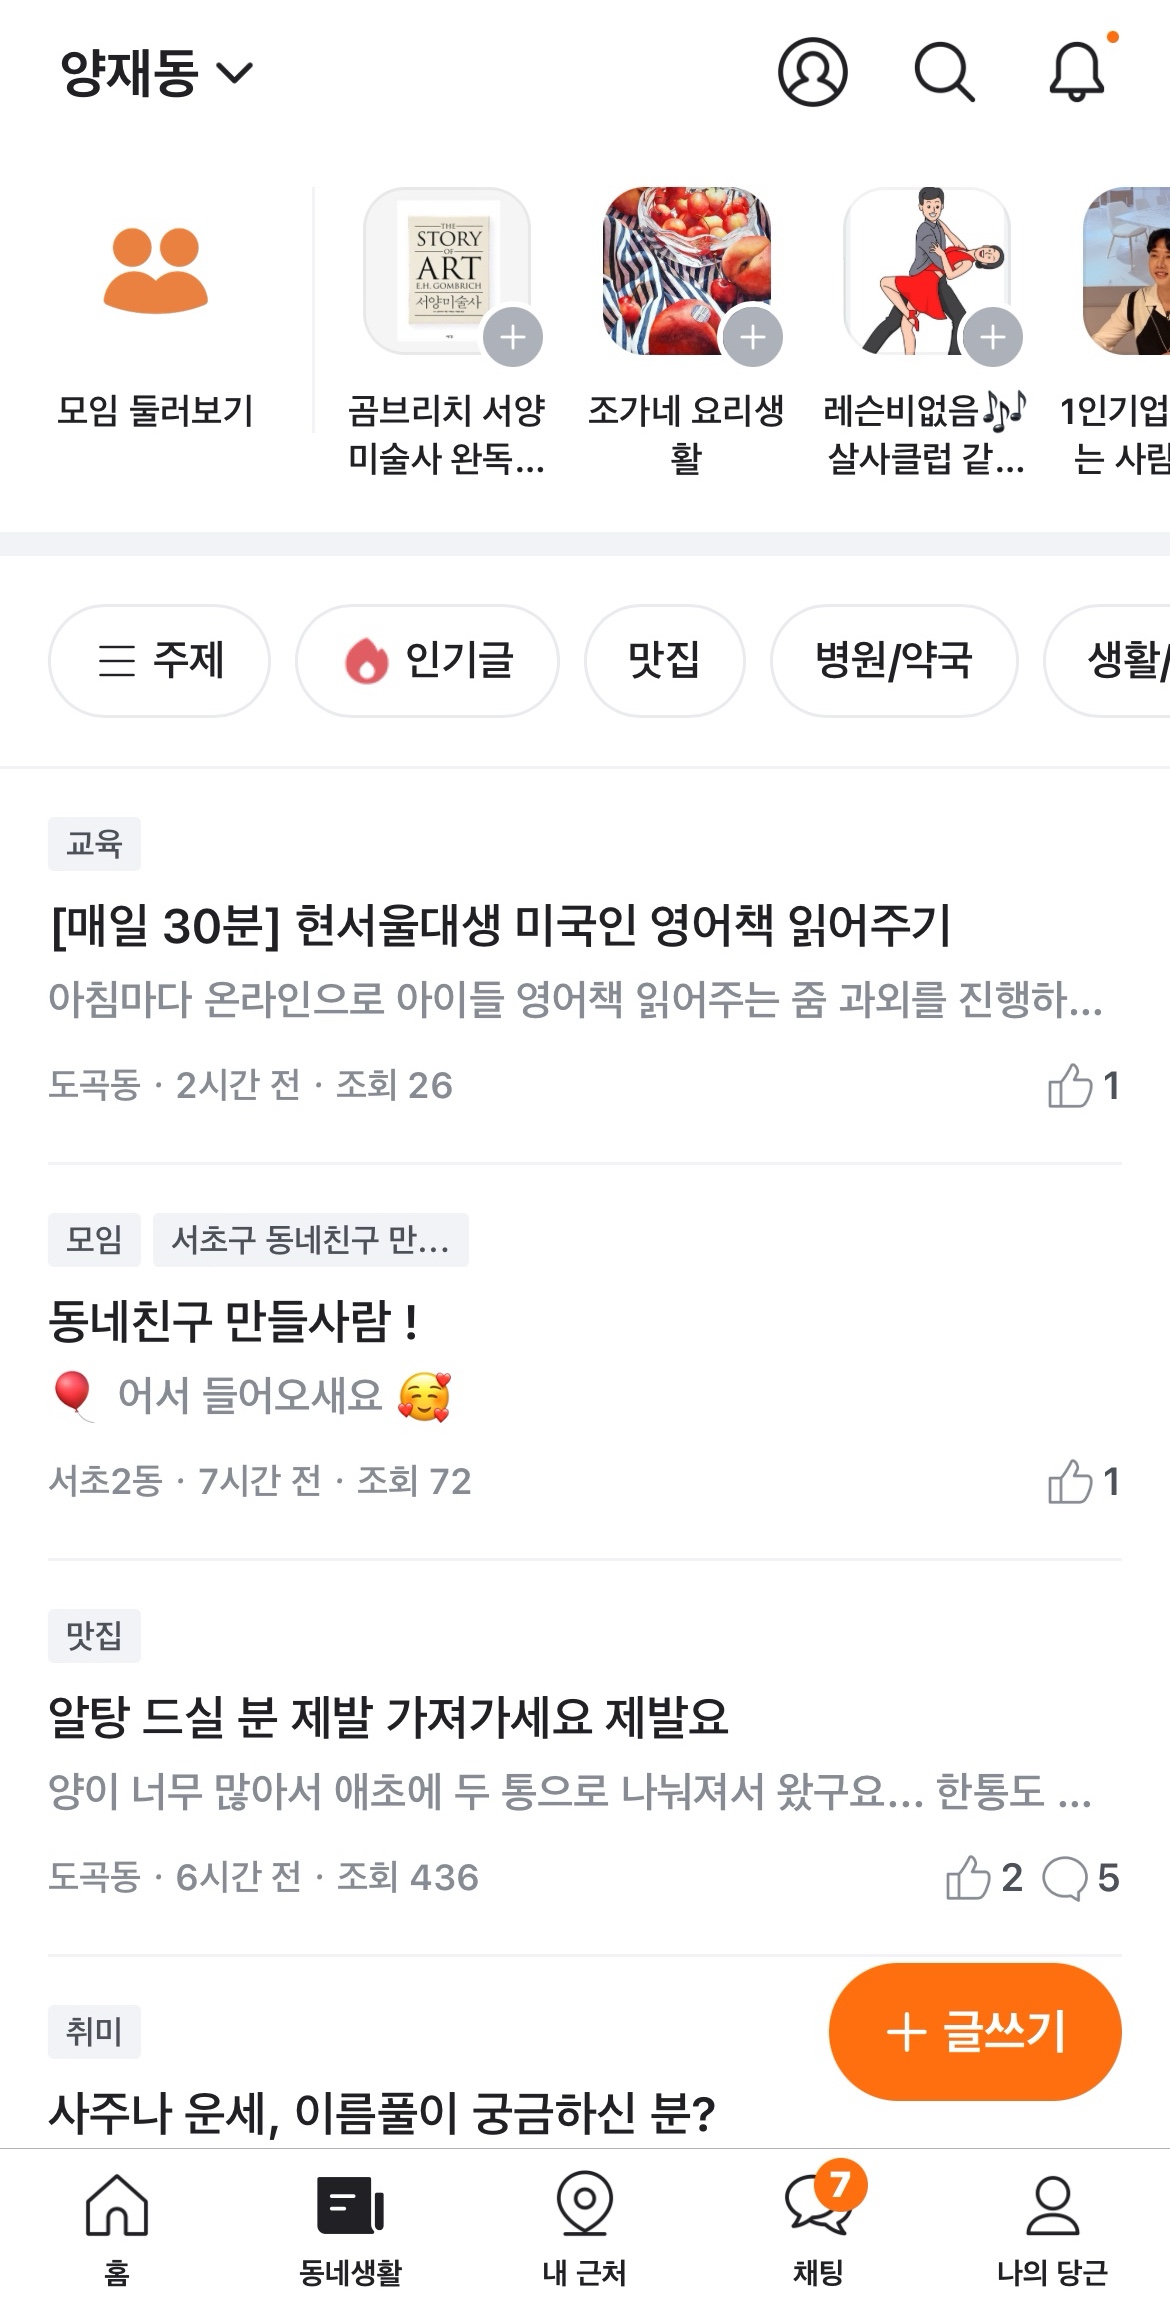 양재동
THE
STORY
OF
ART
E.H. GOMBRICH
서양미술사
모임 둘러보기
곰브리치 서양
미술사 완독...
조가네 요리생
활
레슨비없음🎶
살사클럽 같...
1인기업
는 사람
주제
인기글
맛집
병원/약국
생활/
교육
[매일 30분] 현서울대생 미국인 영어책 읽어주기
아침마다 온라인으로 아이들 영어책 읽어주는 줌 과외를 진행하...
도곡동 · 2시간 전 · 조회 26
1
모임 서초구 동네친구 만...
동네친구 만들사람 !
🎈 어서 들어오새요 🥰
서초2동 · 7시간 전 · 조회 72
1
맛집
알탕 드실 분 제발 가져가세요 제발요
양이 너무 많아서 애초에 두 통으로 나눠져서 왔구요... 한통도 ...
도곡동 · 6시간 전 · 조회 436
2 5
취미
+ 글쓰기
사주나 운세, 이름풀이 궁금하신 분?
7
홈
동네생활
내 근처
채팅
나의 당근